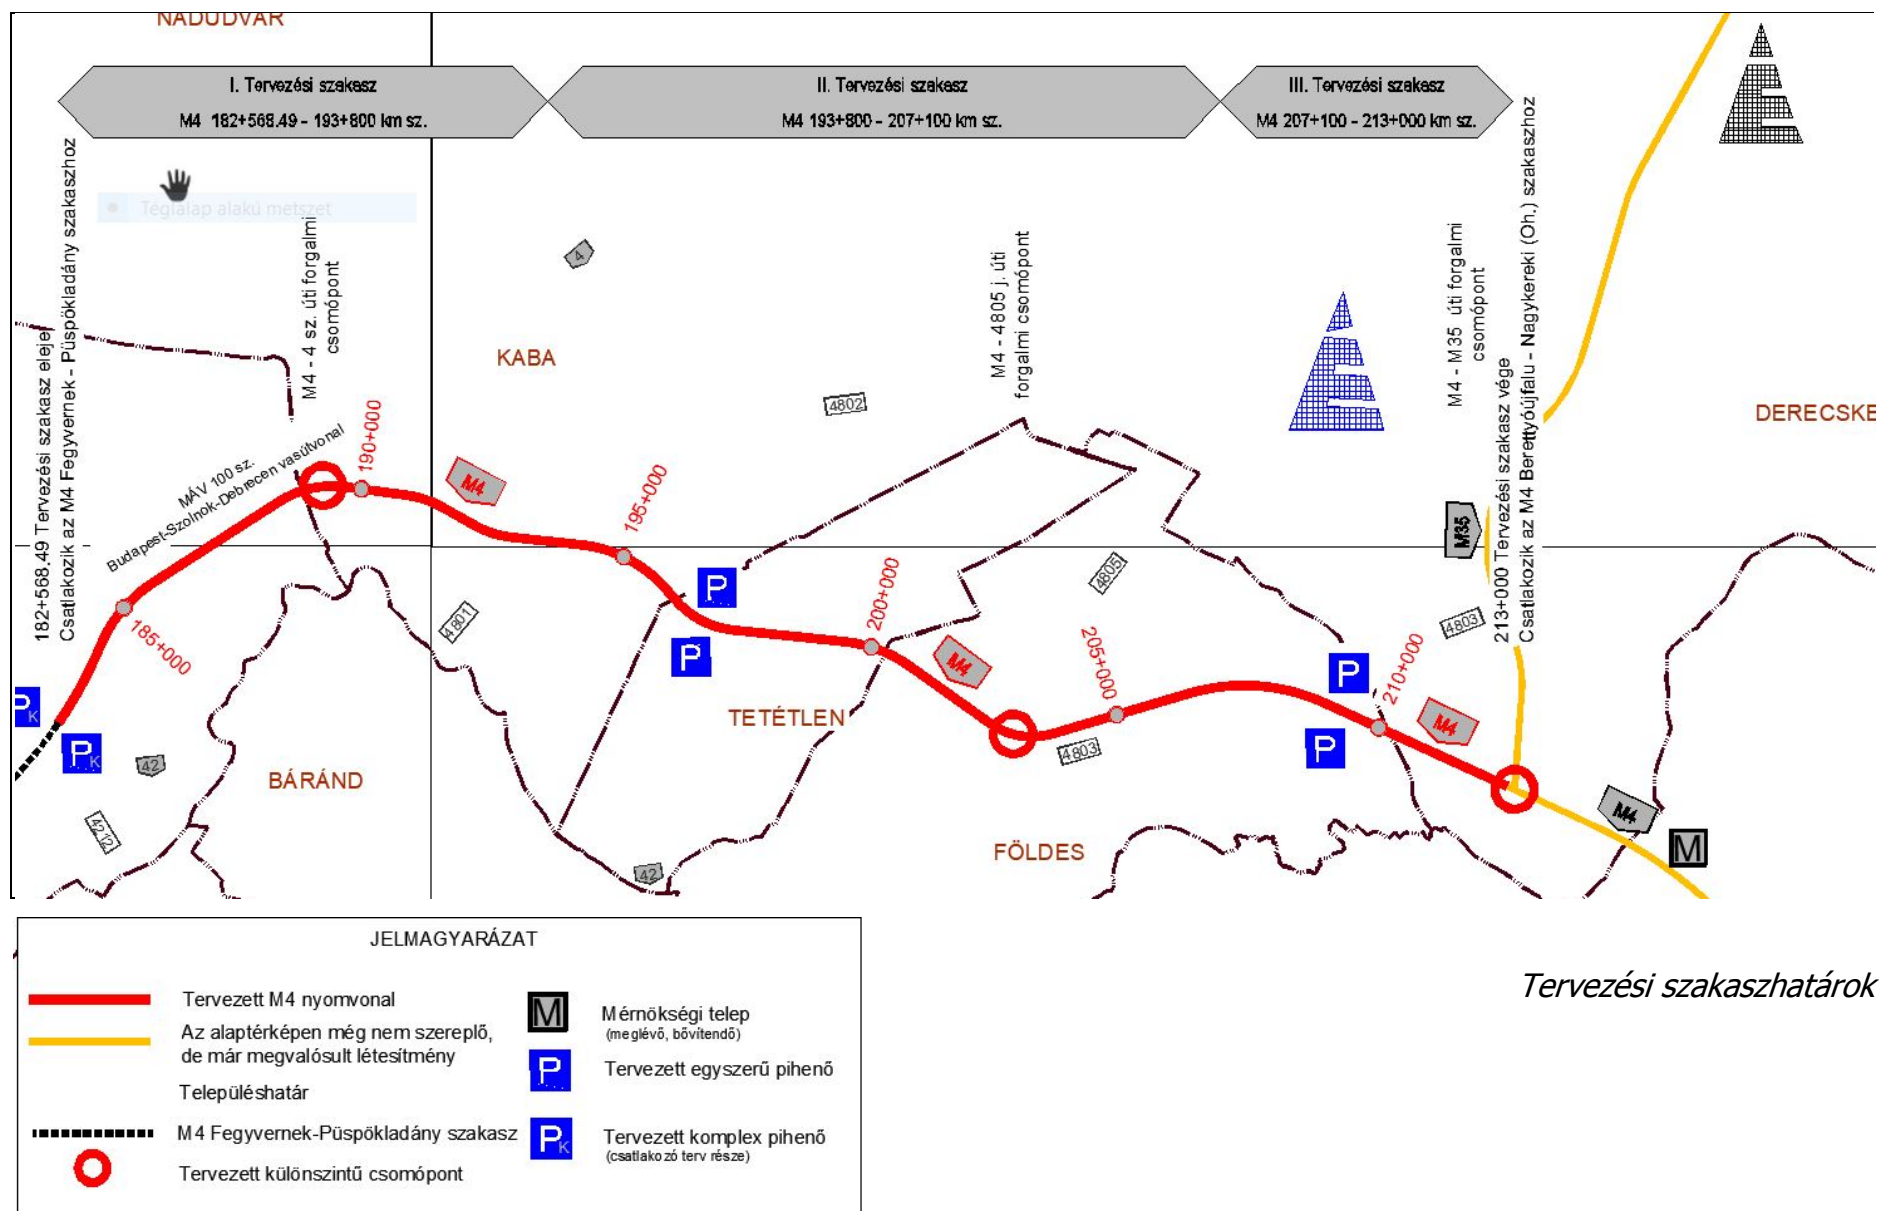 NÁDUDVAR
I. Tervezési szakasz
M4 182+568.49 - 193+800 km sz.
II. Tervezési szakasz
M4 193+800 - 207+100 km sz.
III. Tervezési szakasz
M4 207+100 - 213+000 km sz.
Téglalap alakú metszet
182+568.49 Tervezési szakasz eleje
Csatlakozik az M4 Fegyvernek - Püspökladány szakaszhoz
M4 - 4 sz. úti forgalmi
csomópont
4
KABA
M4 - 4805 j. úti
forgalmi csomópont
M4 - M35 úti forgalmi
csomópont
213+000 Tervezési szakasz vége
Csatlakozik az M4 Berettyóújfalu - Nagykereki (Oh.) szakaszhoz
DERECSKE
4802
MÁV 100 sz.
Budapest-Szolnok-Debrecen vasútvonal
190+000
M4
195+000
M35
185+000
4801
P
P
200+000
M4
4805
205+000
4803
P
210+000
M4
PK
PK
42
4212
BÁRÁND
TETÉTLEN
4803
P
M4
M
FÖLDES
42
JELMAGYARÁZAT
Tervezett M4 nyomvonal
Az alaptérképen még nem szereplő,
de már megvalósult létesítmény
Településhatár
M4 Fegyvernek-Püspökladány szakasz
Tervezett különszintű csomópont
M
Mérnökségi telep
(meglévő, bővítendő)
P
Tervezett egyszerű pihenő
PK
Tervezett komplex pihenő
(csatlakozó terv része)
Tervezési szakaszhatárok